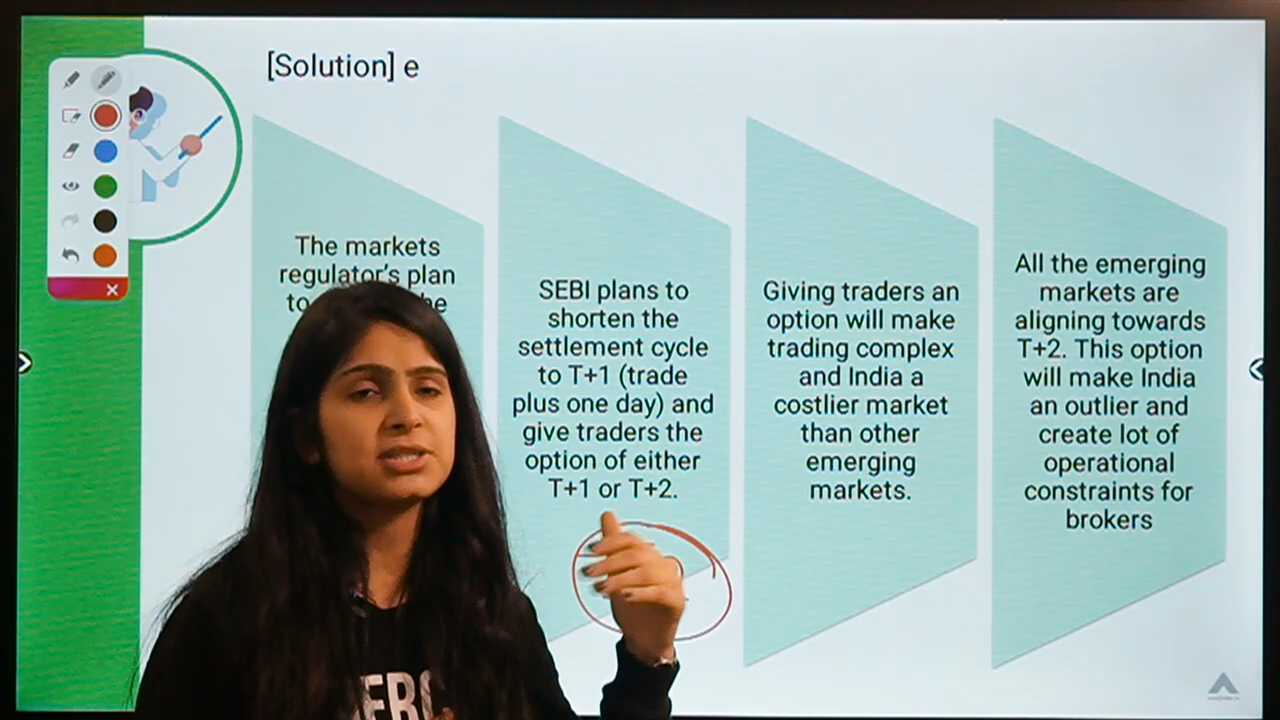 [Solution] e
The markets
regulator's plan
to
SEBI plans to
shorten the
settlement cycle
to T+1 (trade
plus one day) and
give traders the
option of either
T+1 or T+2.
Giving traders an
option will make
trading complex
and India a
costlier market
than other
emerging
markets.
All the emerging
markets are
aligning towards
T+2. This option
will make India
an outlier and
create lot of
operational
constraints for
brokers